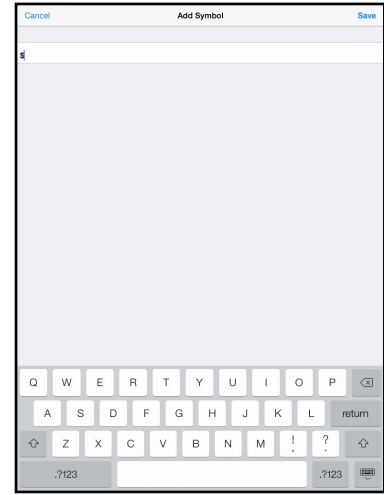 Cancel Add Symbol Save
s
Q W E R T Y U I O P
A S D F G H J K L return
Z X C V B N M ! , ? .
.?123 .?123